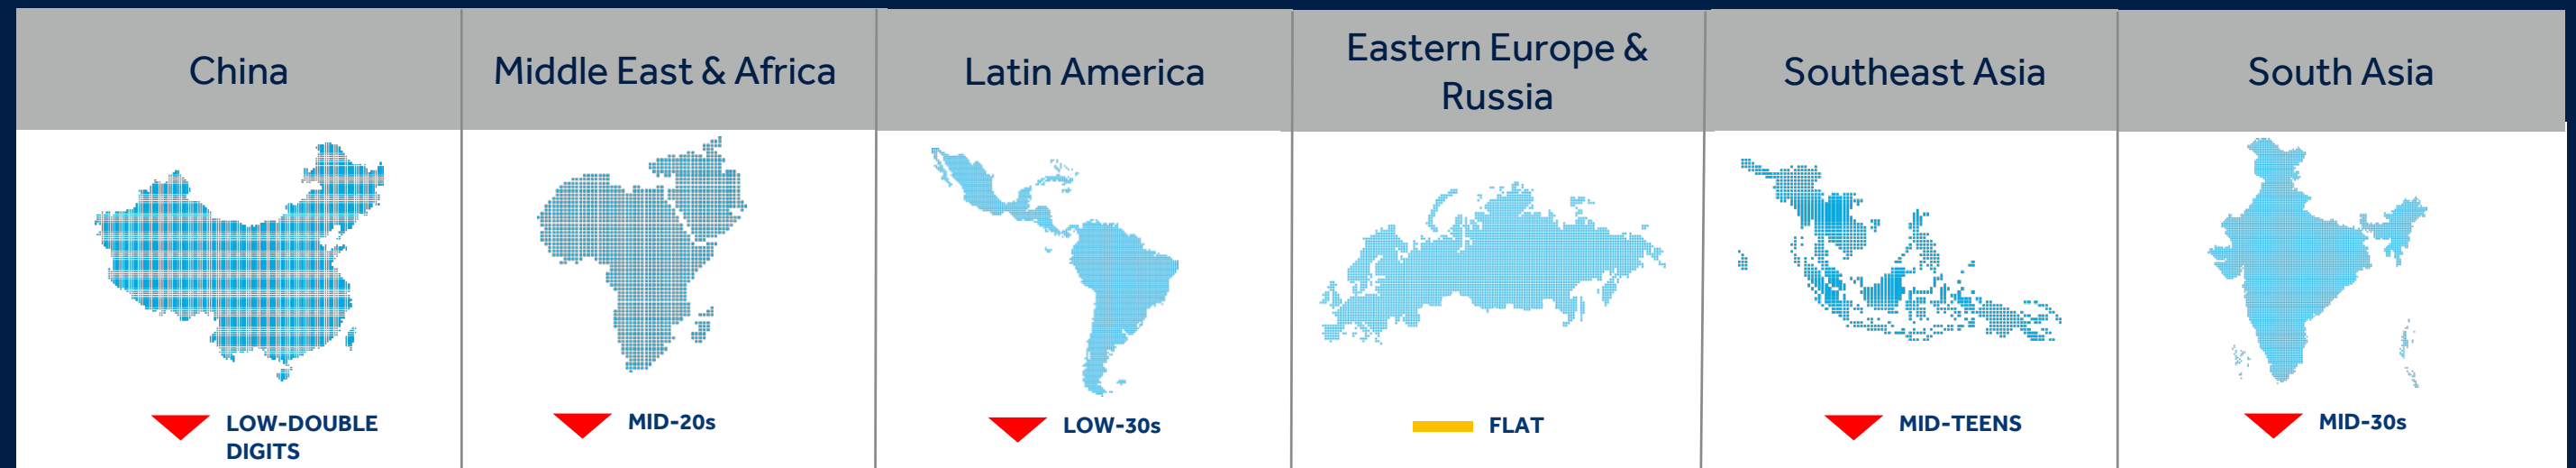 China
Middle East & Africa
Latin America
Eastern Europe &
Russia
Southeast Asia
South Asia
LOW-DOUBLE
DIGITS
MID-20s
LOW-30s
FLAT
MID-TEENS
MID-30s